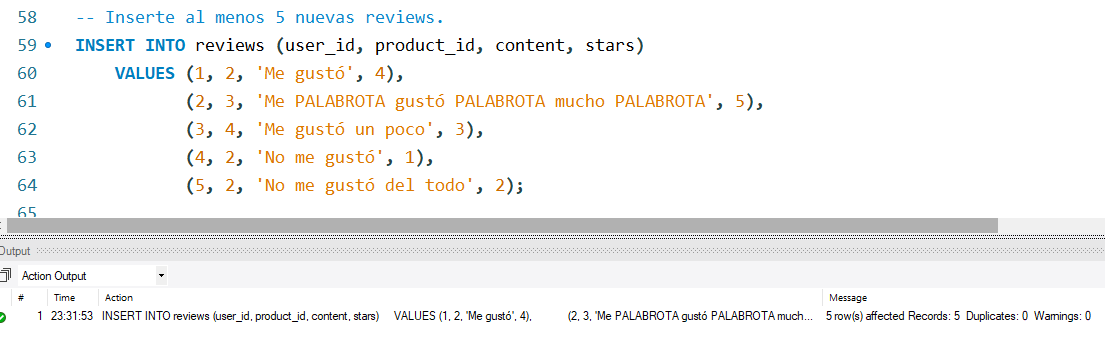 58 -- Inserte al menos 5 nuevas reviews.
59 INSERT INTO reviews (user_id, product_id, content, stars)
60 VALUES (1, 2, 'Me gustó', 4),
61 (2, 3, 'Me PALABROTA gustó PALABROTA mucho PALABROTA', 5),
62 (3, 4, 'Me gustó un poco', 3),
63 (4, 2, 'No me gustó', 1),
64 (5, 2, 'No me gustó del todo', 2);
65
Output
Action Output
# Time Action Message
1 23:31:53 INSERT INTO reviews (user_id, product_id, content, stars) VALUES (1, 2, 'Me gustó', 4), (2, 3, 'Me PALABROTA gustó PALABROTA much... 5 row(s) affected Records: 5 Duplicates: 0 Warnings: 0